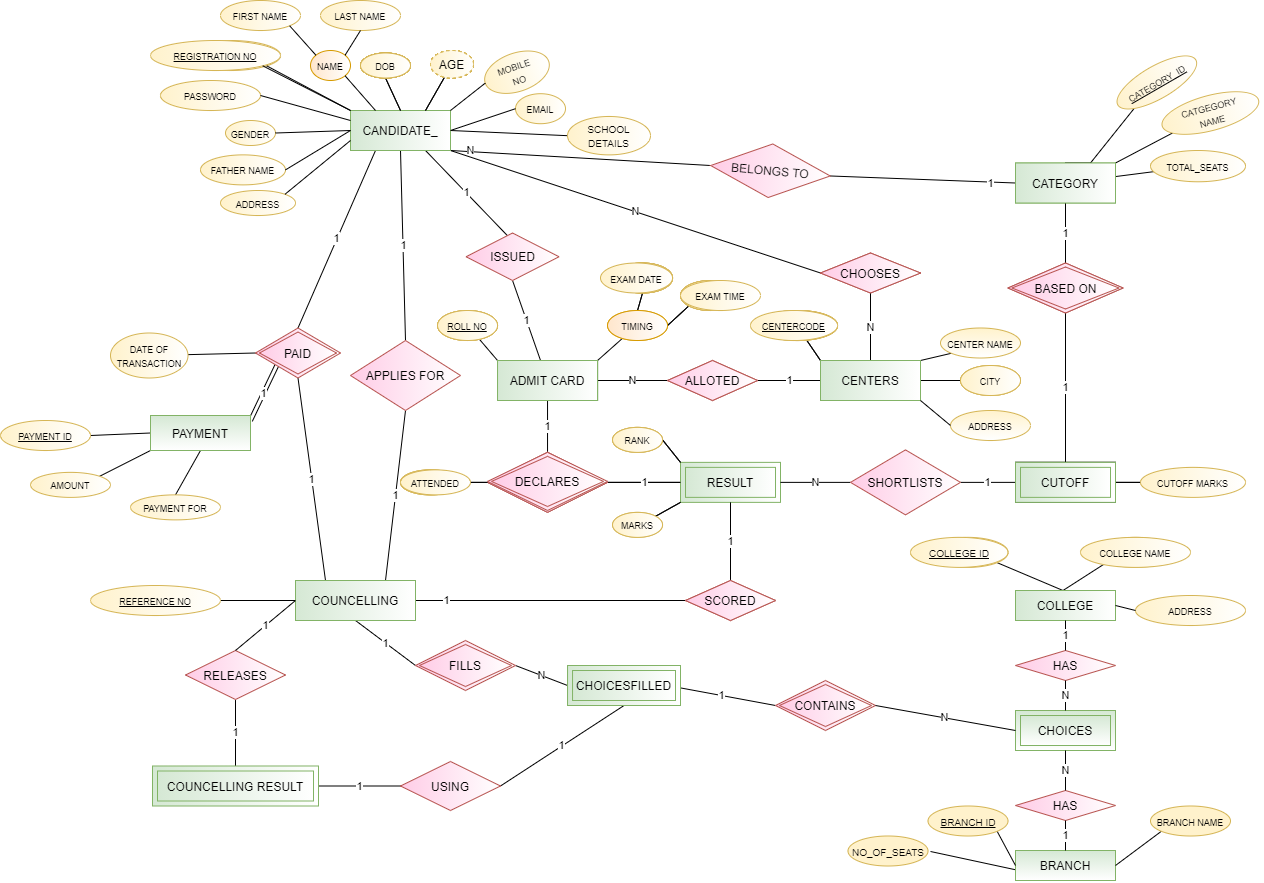 FIRST NAME
LAST NAME
REGISTRATION NO
NAME
DOB
AGE
MOBILE
NO
PASSWORD
EMAIL
GENDER
CANDIDATE_
SCHOOL
DETAILS
FATHER NAME
ADDRESS
N
BELONGS TO
1
CATEGORY_ID
CATGEGORY
NAME
TOTAL_SEATS
CATEGORY
1
N
1
1
1
ISSUED
CHOOSES
BASED ON
EXAM DATE
EXAM TIME
1
ROLL NO
TIMING
CENTERCODE
N
CENTER NAME
DATE OF
TRANSACTION
PAID
APPLIES FOR
ADMIT CARD
N
ALLOTED
1
CENTERS
CITY
1
1
ADDRESS
PAYMENT ID
PAYMENT
1
RANK
AMOUNT
PAYMENT FOR
1
1
ATTENDED
DECLARES
1
RESULT
N
SHORTLISTS
1
CUTOFF
CUTOFF MARKS
MARKS
1
COLLEGE ID
COLLEGE NAME
REFERENCE NO
COUNCELLING
1
SCORED
COLLEGE
ADDRESS
1
1
1
RELEASES
FILLS
N
CHOICESFILLED
HAS
N
1
CONTAINS
N
CHOICES
1
1
N
COUNCELLING RESULT
1
USING
HAS
1
BRANCH ID
BRANCH NAME
NO_OF_SEATS
BRANCH